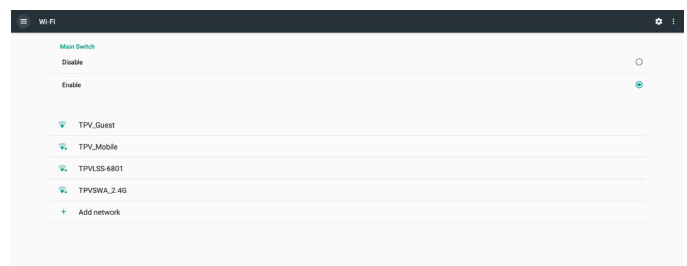 Wi-Fi
Main Switch
Disable
Enable
TPV_Guest
TPV_Mobile
TPVLSS-6801
TPVSWA_2.4G
+ Add network